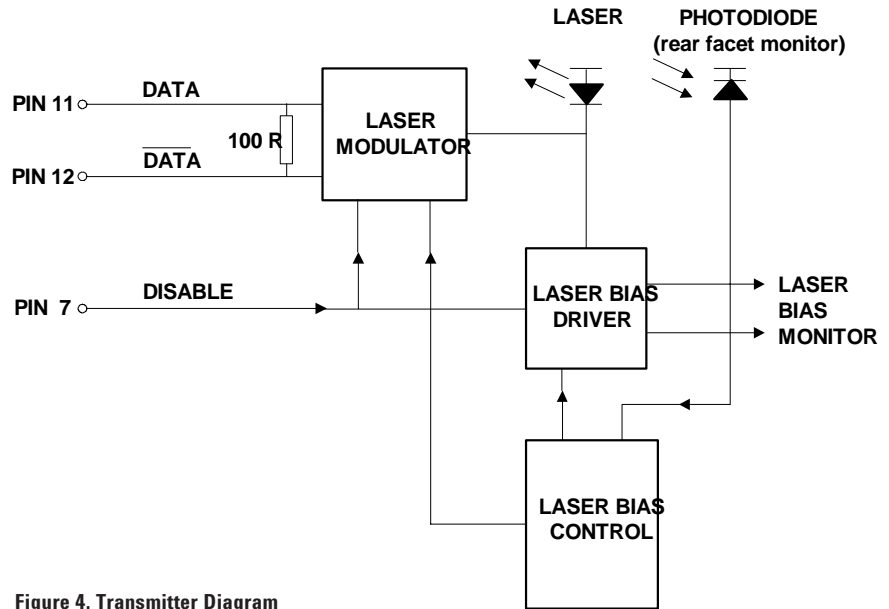 LASER
PHOTODIODE
(rear facet monitor)
PIN 11
DATA
100 R
LASER
MODULATOR
PIN 12
DATA
PIN 7
DISABLE
LASER BIAS
DRIVER
LASER
BIAS
MONITOR
LASER BIAS
CONTROL
Figure 4. Transmitter Diagram